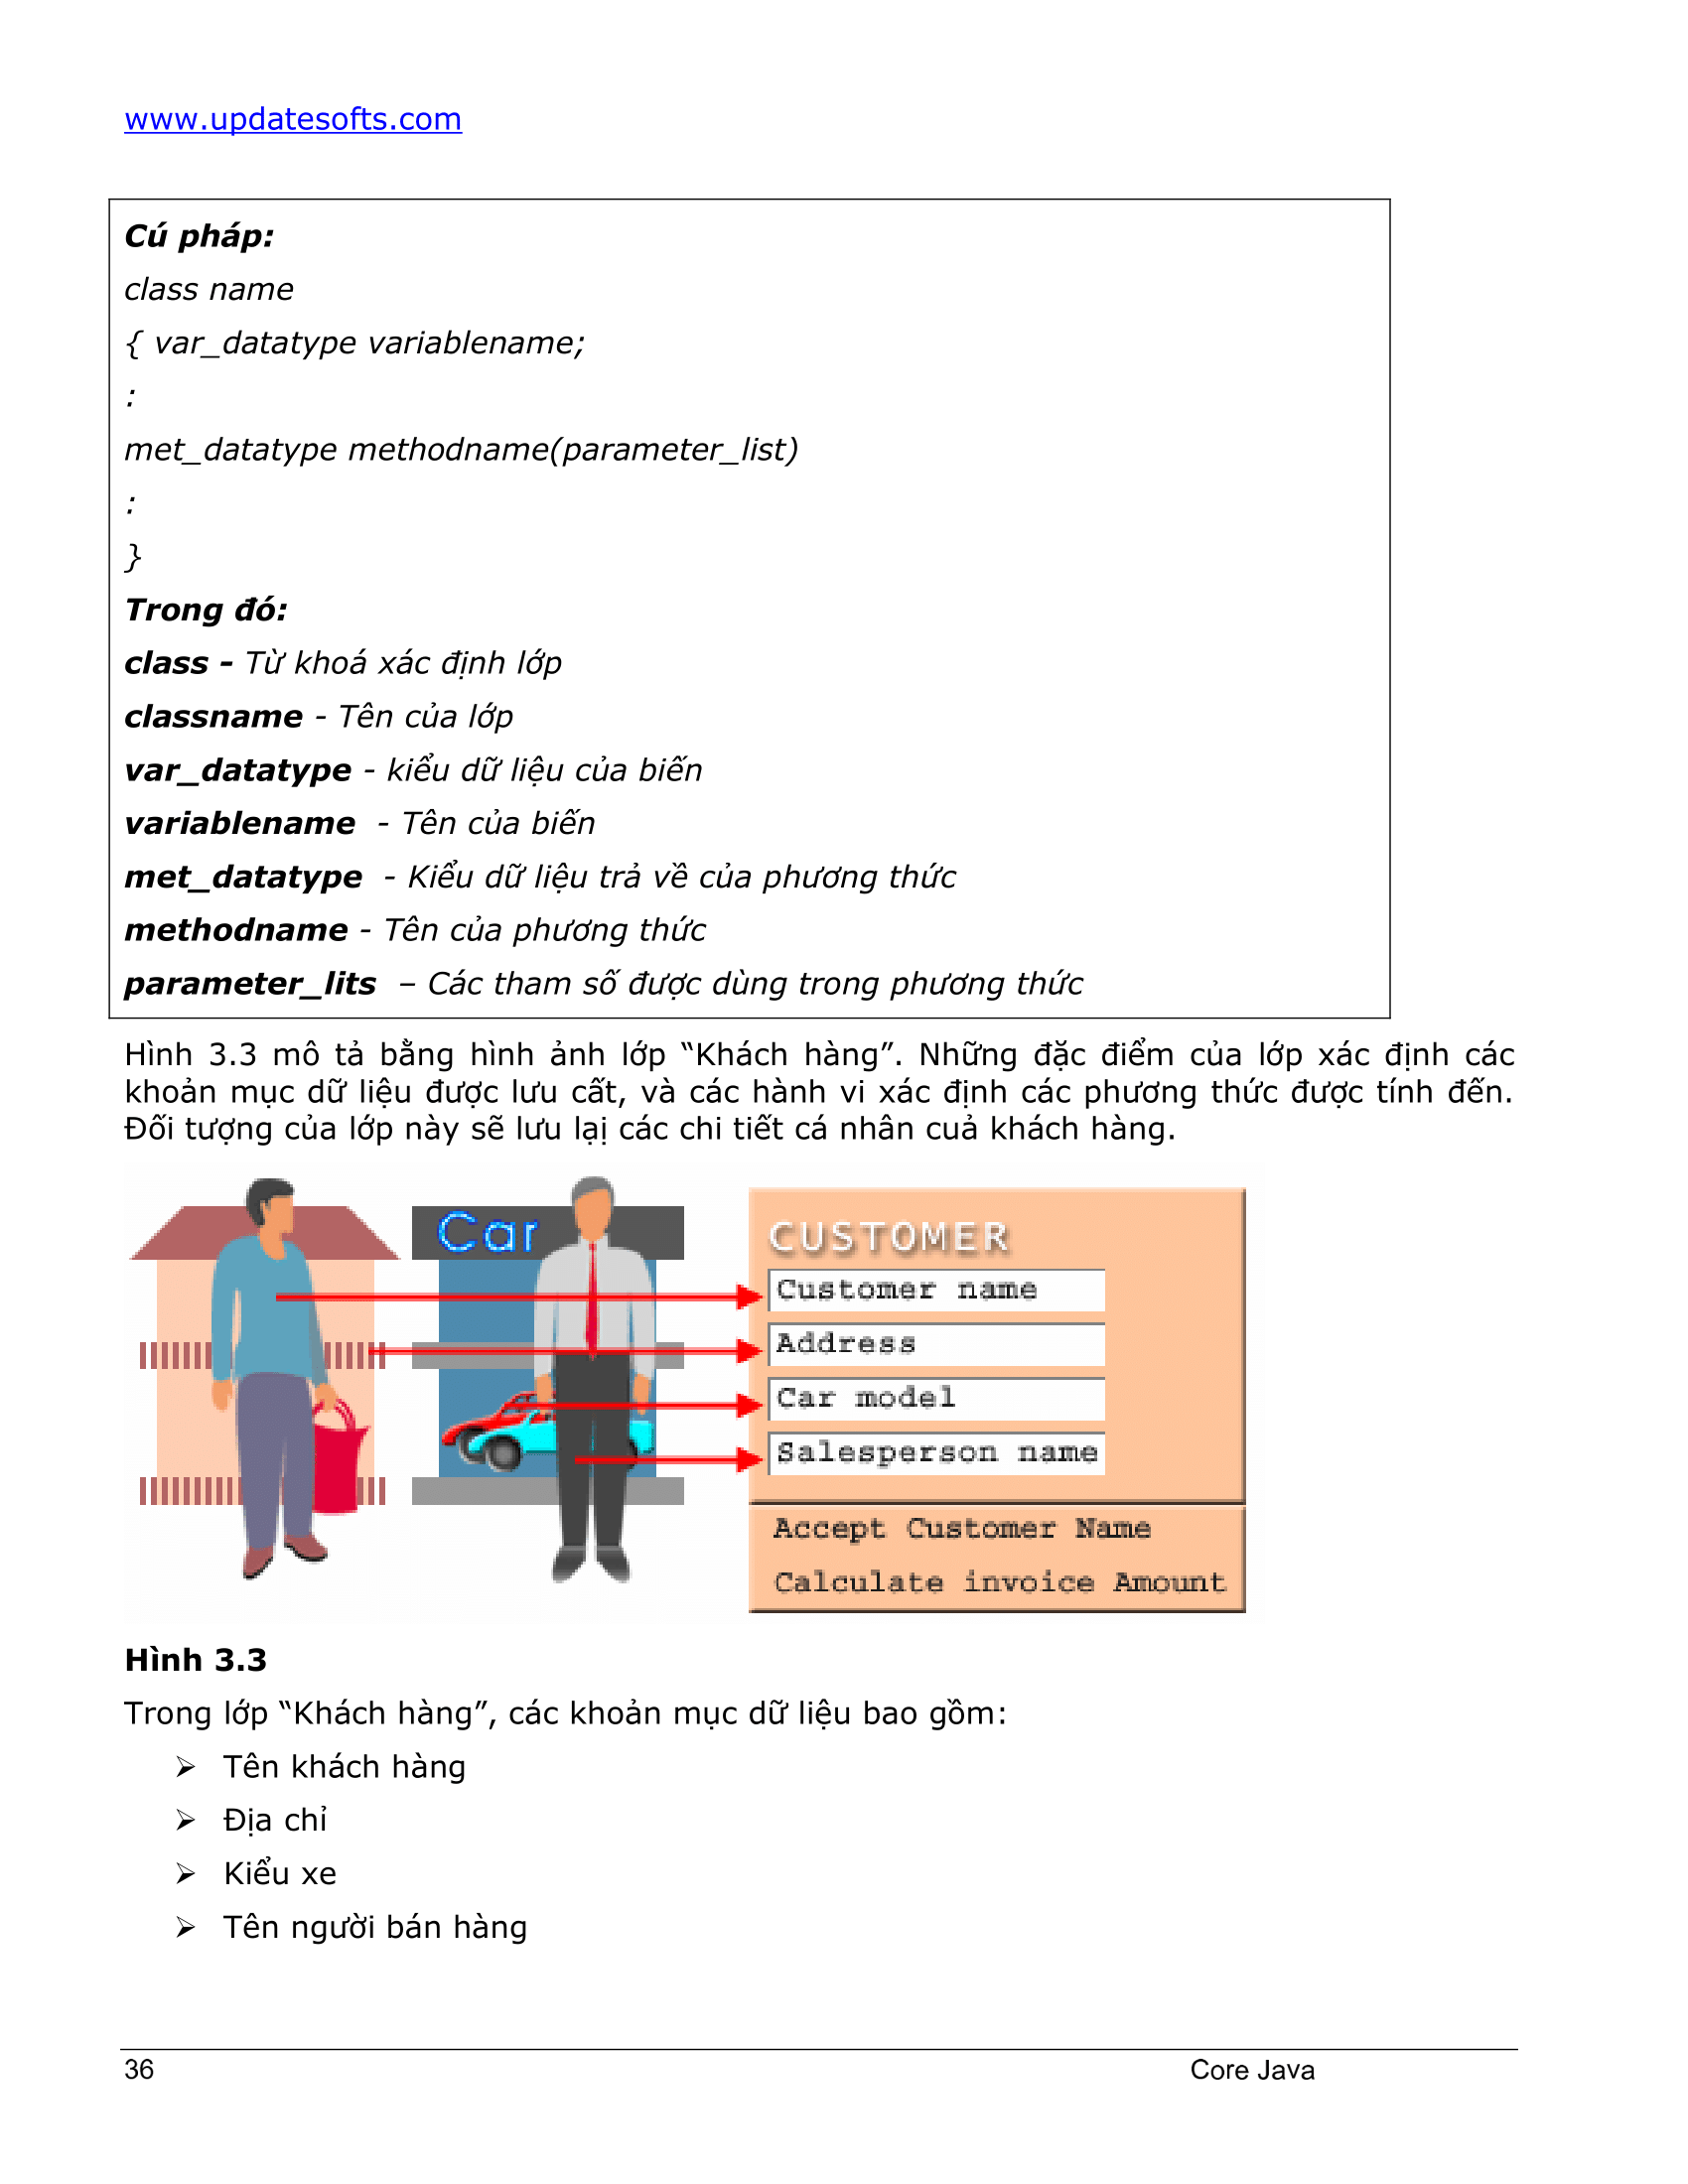 www.updatesofts.com
Cú pháp:
class name
{ var_datatype variablename;
:
met_datatype methodname(parameter_list)
:
}
Trong đó:
class - Từ khoá xác định lớp
classname - Tên của lớp
var_datatype - kiểu dữ liệu của biến
variablename - Tên của biến
met_datatype - Kiểu dữ liệu trả về của phương thức
methodname - Tên của phương thức
parameter_lits – Các tham số được dùng trong phương thức
Hình 3.3 mô tả bằng hình ảnh lớp “Khách hàng”. Những đặc điểm của lớp xác định các
khoản mục dữ liệu được lưu cất, và các hành vi xác định các phương thức được tính đến.
Đối tượng của lớp này sẽ lưu lạị các chi tiết cá nhân cuả khách hàng.
Car
CUSTOMER
Customer name
Address
Car model
Salesperson name
Accept Customer Name
Calculate invoice Amount
Hình 3.3
Trong lớp “Khách hàng”, các khoản mục dữ liệu bao gồm:
➢ Tên khách hàng
➢ Địa chỉ
➢ Kiểu xe
➢ Tên người bán hàng
36 Core Java